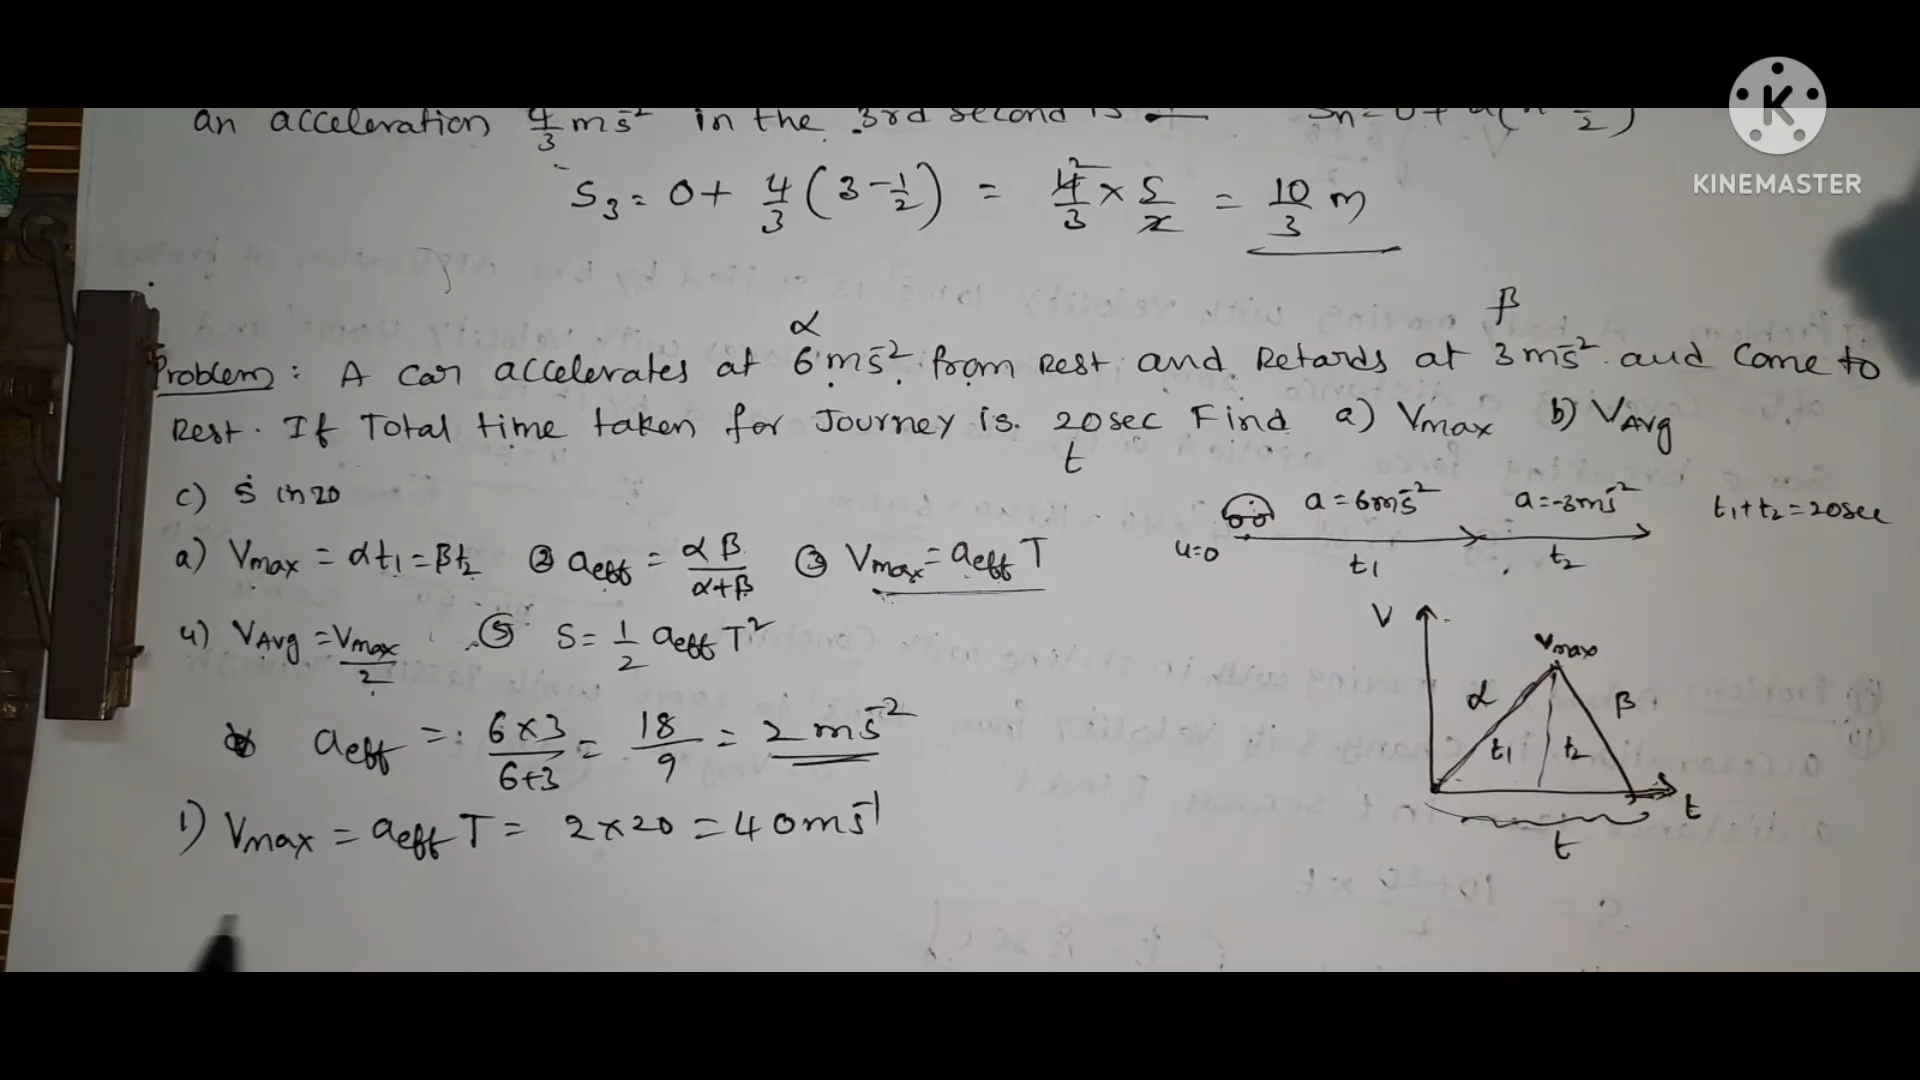 an acceleration 4/3 ms⁻² in the 3rd second is
KINEMASTER
S₃ = 0 + 4/3 (3 - 1/2) = 4/3 × 5/2 = 10/3 m
α β
Problem : A car accelerates at 6 ms⁻² from Rest and Retards at 3 ms⁻² and Come to
Rest. If Total time taken for Journey is 20 sec Find a) Vmax b) VAvg
t
c) S in 20
u=0 a = 6 ms⁻² a = -3 ms⁻² t₁ + t₂ = 20 sec
t₁ t₂
a) Vmax = αt₁ = βt₂ ② aeff = αβ/α+β ③ Vmax = aeff T
4) VAvg = Vmax/2 ⑤ S = 1/2 aeff T²
aeff = 6×3/6+3 = 18/9 = 2 ms⁻²
1) Vmax = aeff T = 2×20 = 40 ms⁻¹
V
Vmax
α β
t₁ t₂
t
t